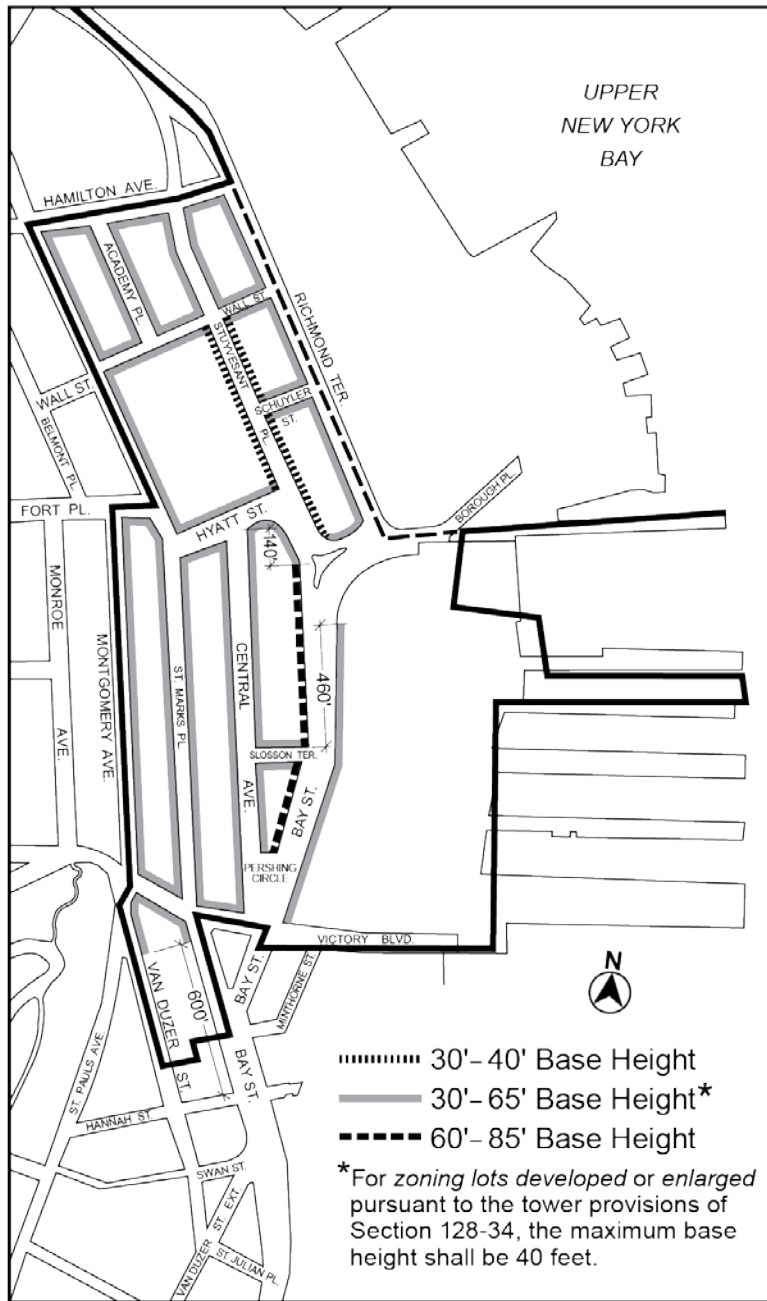 UPPER
NEW YORK
BAY
HAMILTON AVE.
ACADEMY PL.
WALL ST.
RICHMOND TER.
STUYVESANT
PL.
WALL ST.
SCHUYLER
ST.
BELMONT PL.
BOROUGH PL.
FORT PL.
HYATT ST.
140'
MONROE
AVE.
MONTGOMERY AVE.
ST. MARKS PL
CENTRAL
AVE.
460'
SLOSSON TER.
BAY ST.
PERSHING
CIRCLE
VICTORY BLVD.
N
VAN DUZER
ST.
600'
BAY ST.
MINTHORNE ST.
BAY ST.
ST. PAULS AVE.
HANNAH ST.
SWAN ST.
VAN DUZER
ST. EXT.
ST. JULIAN PL.
30'- 40' Base Height
30'- 65' Base Height*
60'- 85' Base Height
*For zoning lots developed or enlarged
pursuant to the tower provisions of
Section 128-34, the maximum base
height shall be 40 feet.